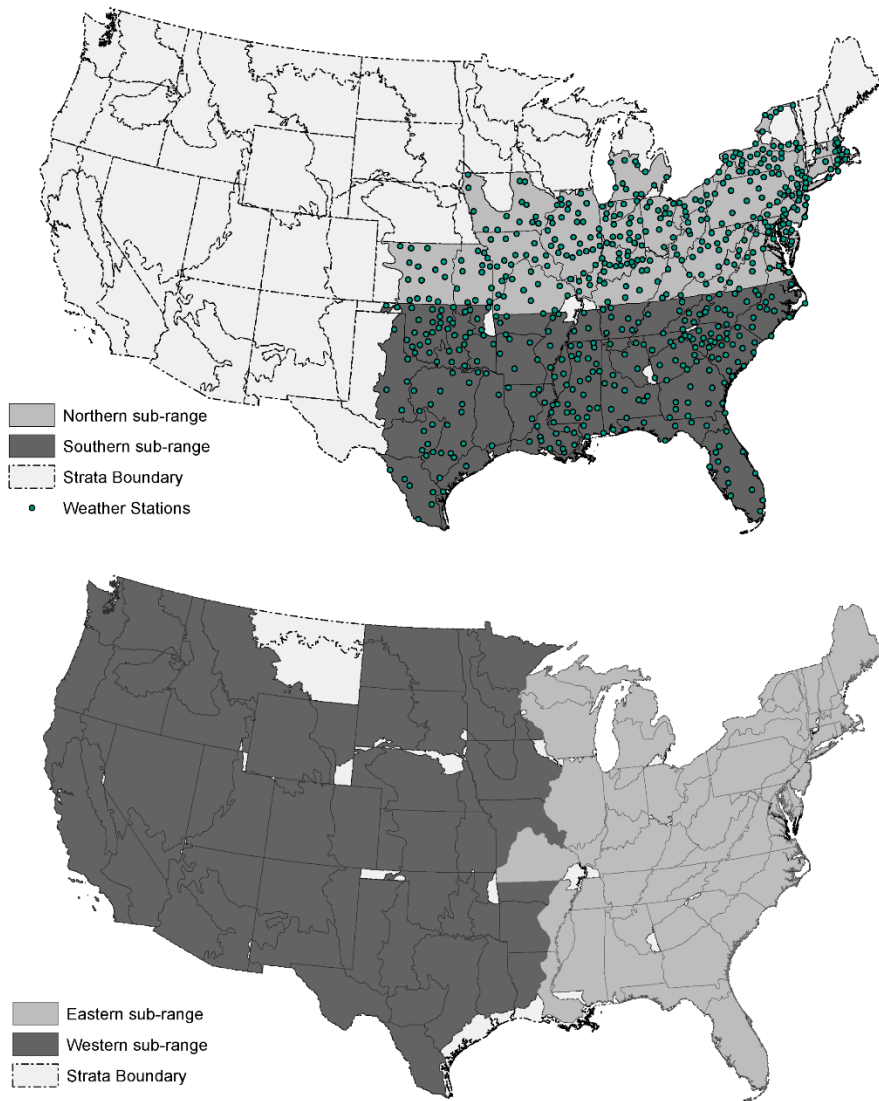 Northern sub-range
Southern sub-range
Strata Boundary
Weather Stations
Eastern sub-range
Western sub-range
Strata Boundary